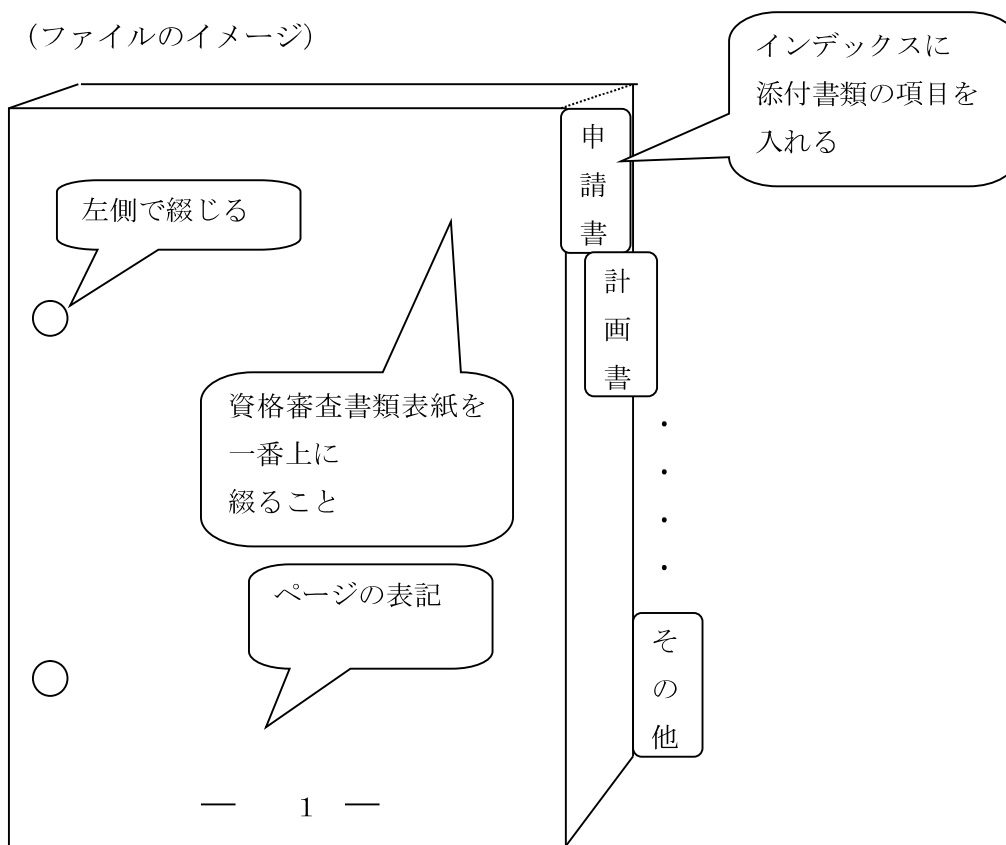 (ファイルのイメージ)
インデックスに
添付書類の項目を
入れる
申請書
左側で綴じる
計画書
資格審査書類表紙を
一番上に
綴ること
・
・
・
・
ページの表記
その他
― 1 ―